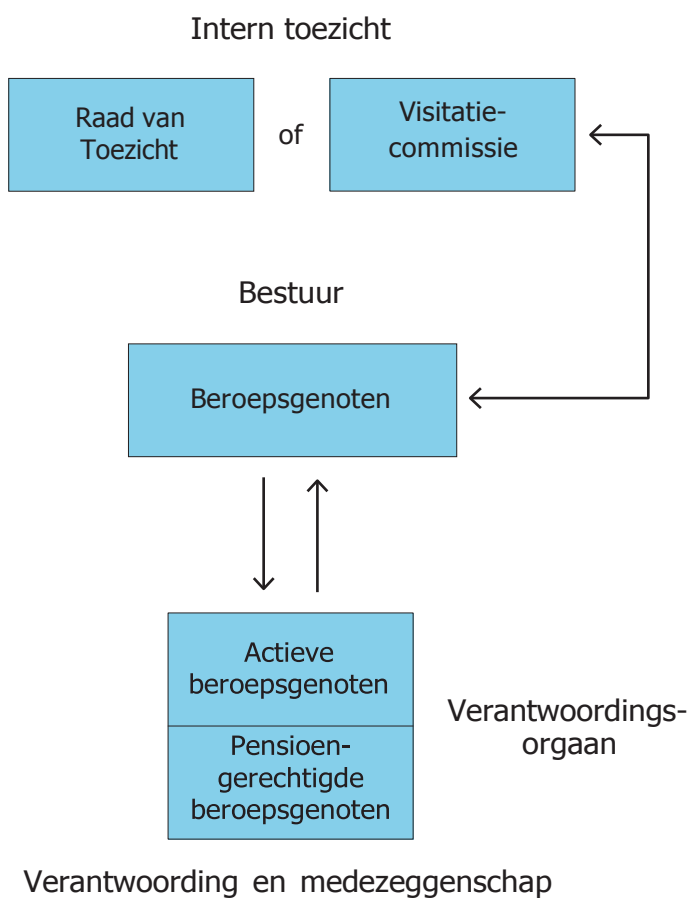 Intern toezicht
Raad van
Toezicht
of
Visitatie-
commissie
Bestuur
Beroepsgenoten
Actieve
beroepsgenoten
Pensioen-
gerechtigde
beroepsgenoten
Verantwoordings-
orgaan
Verantwoording en medezeggenschap